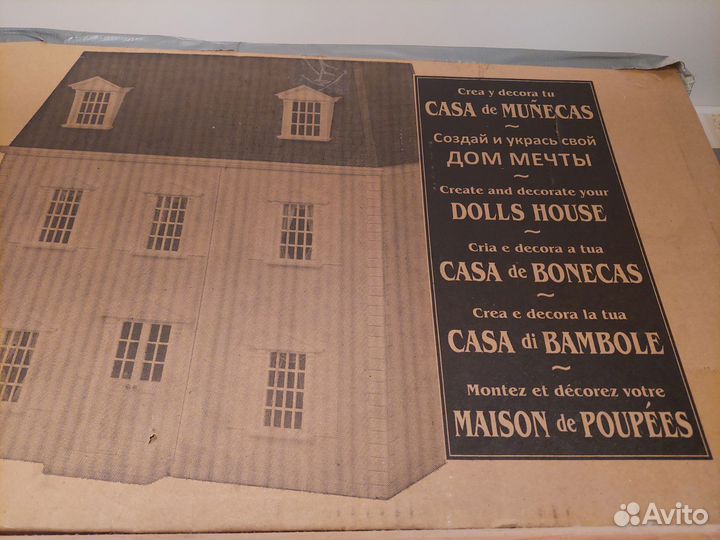 Crea y decora tu
CASA de MUÑECAS
~
Создай и укрась свой
ДОМ МЕЧТЫ
~
Create and decorate your
DOLLS HOUSE
~
Cria e decora a tua
CASA de BONECAS
~
Crea e decora la tua
CASA di BAMBOLE
~
Montez et décorez votre
MAISON de POUPÉES
Avito